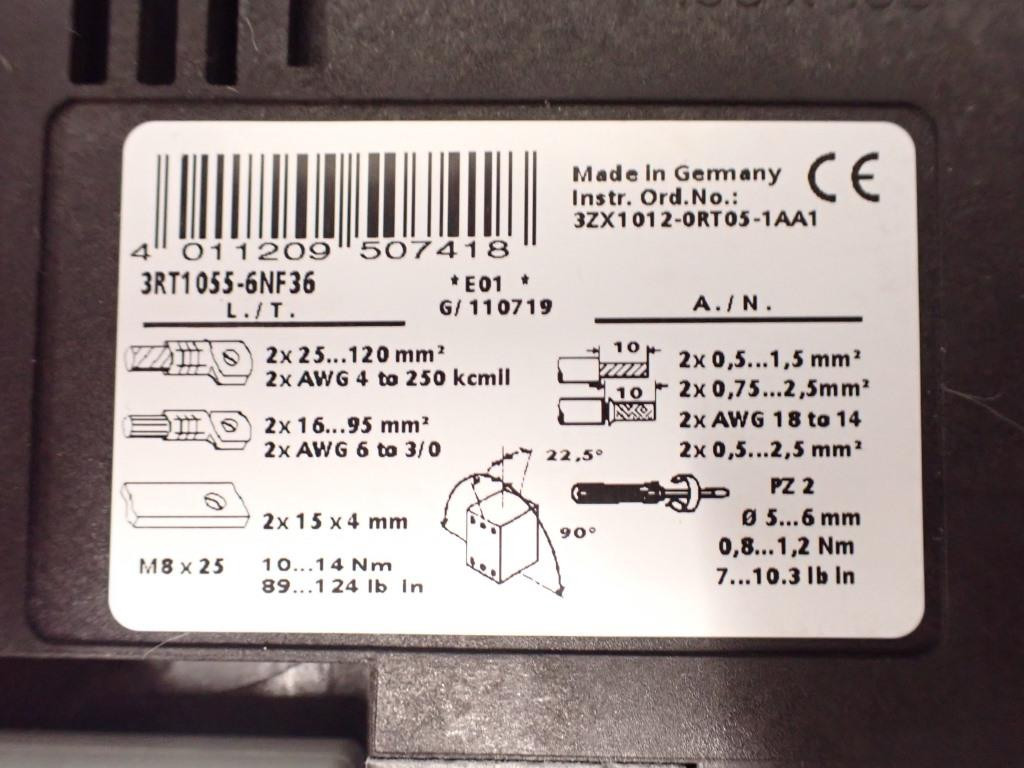 Made In Germany
Instr. Ord.No.:
3ZX1012-0RT05-1AA1
CE
4 011209 507418
3RT1055-6NF36
*E01 *
G/110719
L./T.
2x 25...120 mm²
2x AWG 4 to 250 kcmil
2x 16...95 mm²
2x AWG 6 to 3/0
2x 15 x 4 mm
M8 x 25
10...14 Nm
89...124 lb in
22,5°
90°
A./N.
10
2x 0,5...1,5 mm²
2x 0,75...2,5mm²
10
2x AWG 18 to 14
2x 0,5...2,5 mm²
PZ 2
Ø 5...6 mm
0,8...1,2 Nm
7...10.3 lb in